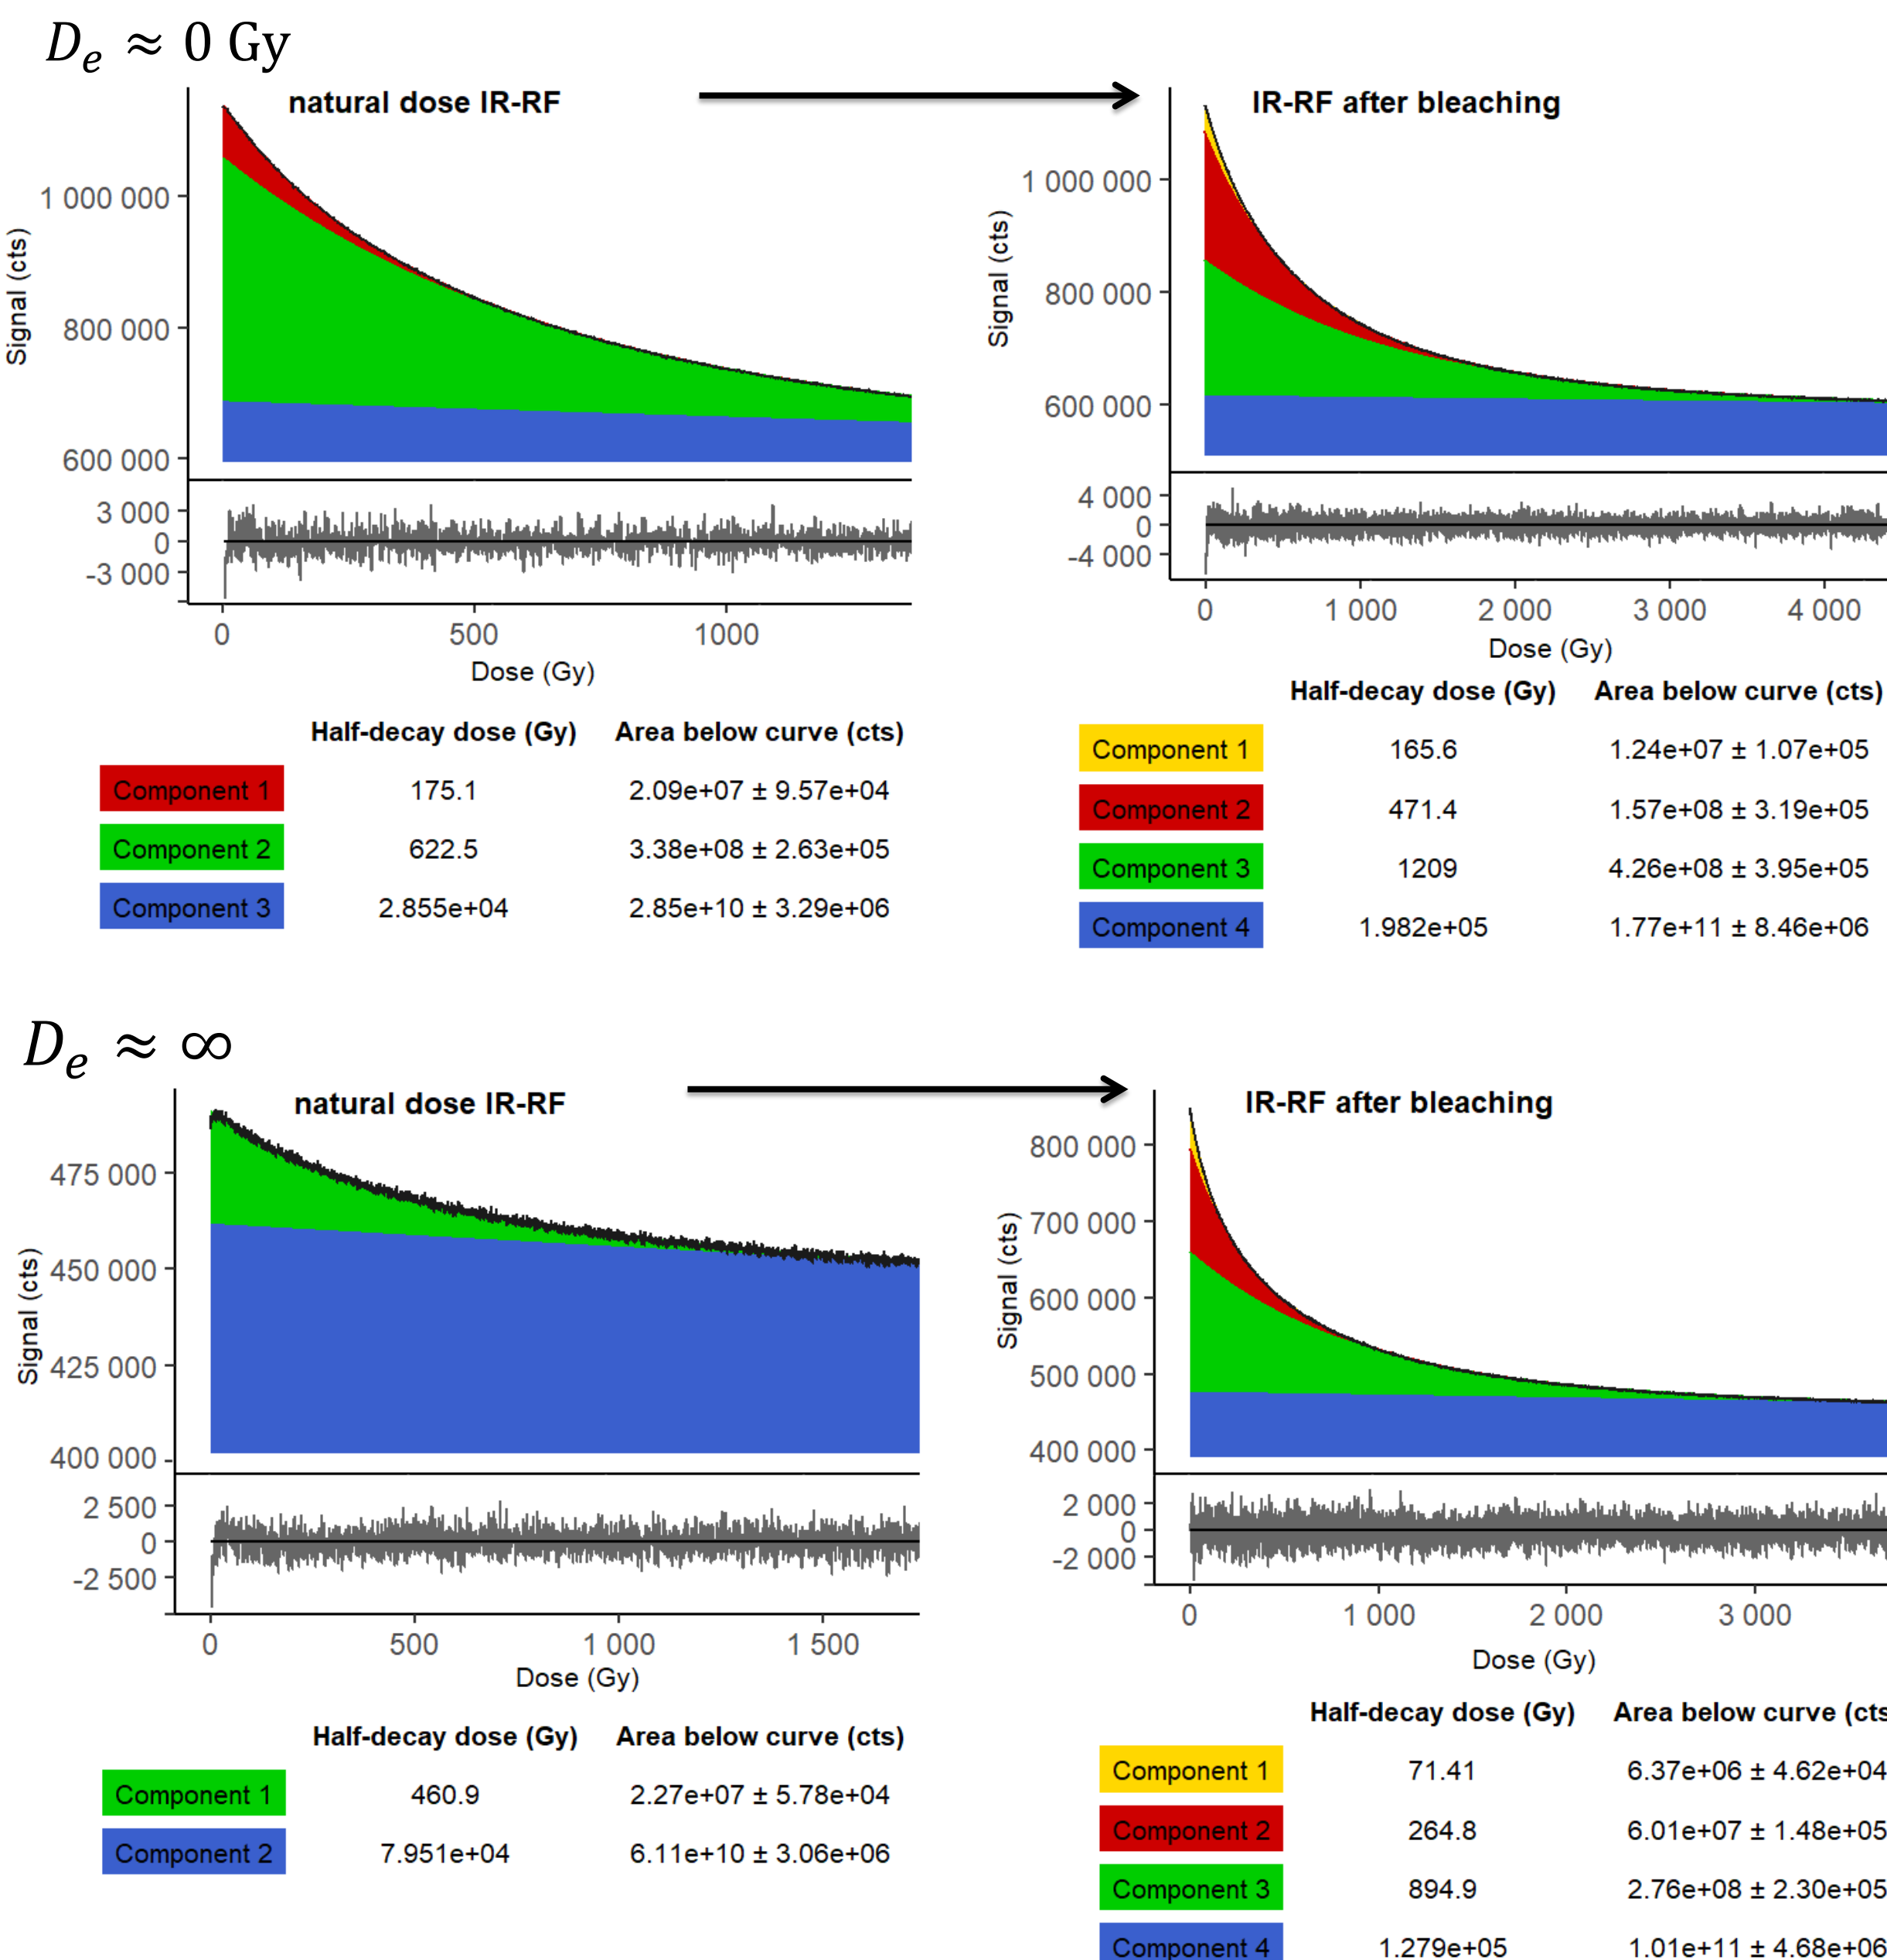 D_e ≈ 0 Gy
natural dose IR-RF
1 000 000
800 000
600 000
Signal (cts)
3 000
0
-3 000
0 500 1000
Dose (Gy)
Half-decay dose (Gy) Area below curve (cts)
Component 1 175.1 2.09e+07 ± 9.57e+04
Component 2 622.5 3.38e+08 ± 2.63e+05
Component 3 2.855e+04 2.85e+10 ± 3.29e+06
IR-RF after bleaching
1 000 000
800 000
600 000
Signal (cts)
4 000
0
-4 000
0 1 000 2 000 3 000 4 000
Dose (Gy)
Half-decay dose (Gy) Area below curve (cts)
Component 1 165.6 1.24e+07 ± 1.07e+05
Component 2 471.4 1.57e+08 ± 3.19e+05
Component 3 1209 4.26e+08 ± 3.95e+05
Component 4 1.982e+05 1.77e+11 ± 8.46e+06
D_e ≈ ∞
natural dose IR-RF
475 000
450 000
425 000
400 000
Signal (cts)
2 500
0
-2 500
0 500 1 000 1 500
Dose (Gy)
Half-decay dose (Gy) Area below curve (cts)
Component 1 460.9 2.27e+07 ± 5.78e+04
Component 2 7.951e+04 6.11e+10 ± 3.06e+06
IR-RF after bleaching
800 000
700 000
600 000
500 000
400 000
Signal (cts)
2 000
0
-2 000
0 1 000 2 000 3 000
Dose (Gy)
Half-decay dose (Gy) Area below curve (cts
Component 1 71.41 6.37e+06 ± 4.62e+04
Component 2 264.8 6.01e+07 ± 1.48e+05
Component 3 894.9 2.76e+08 ± 2.30e+05
Component 4 1.279e+05 1.01e+11 ± 4.68e+06